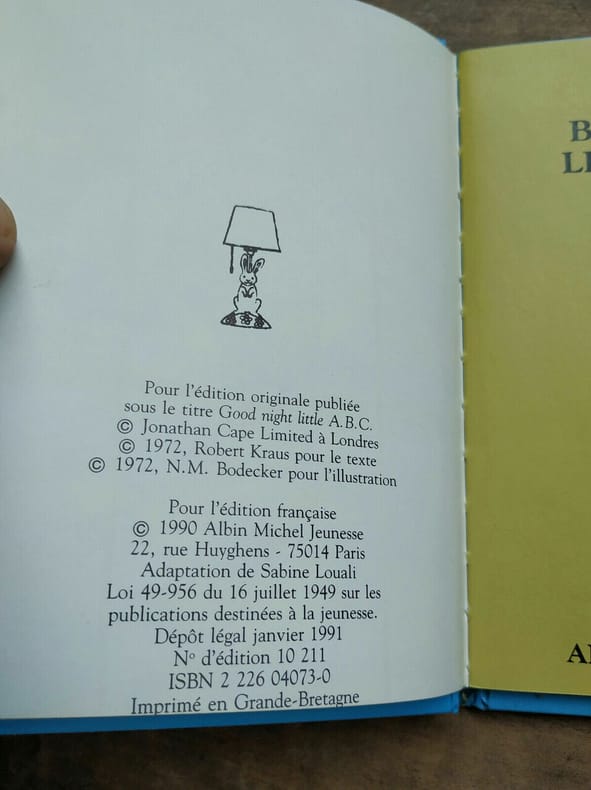 Pour l'édition originale publiée
sous le titre Good night little A.B.C.
© Jonathan Cape Limited à Londres
© 1972, Robert Kraus pour le texte
© 1972, N.M. Bodecker pour l'illustration
Pour l'édition française
© 1990 Albin Michel Jeunesse
22, rue Huyghens - 75014 Paris
Adaptation de Sabine Louali
Loi 49-956 du 16 juillet 1949 sur les
publications destinées à la jeunesse.
Dépôt légal janvier 1991
N° d'édition 10 211
ISBN 2 226 04073-0
Imprimé en Grande-Bretagne